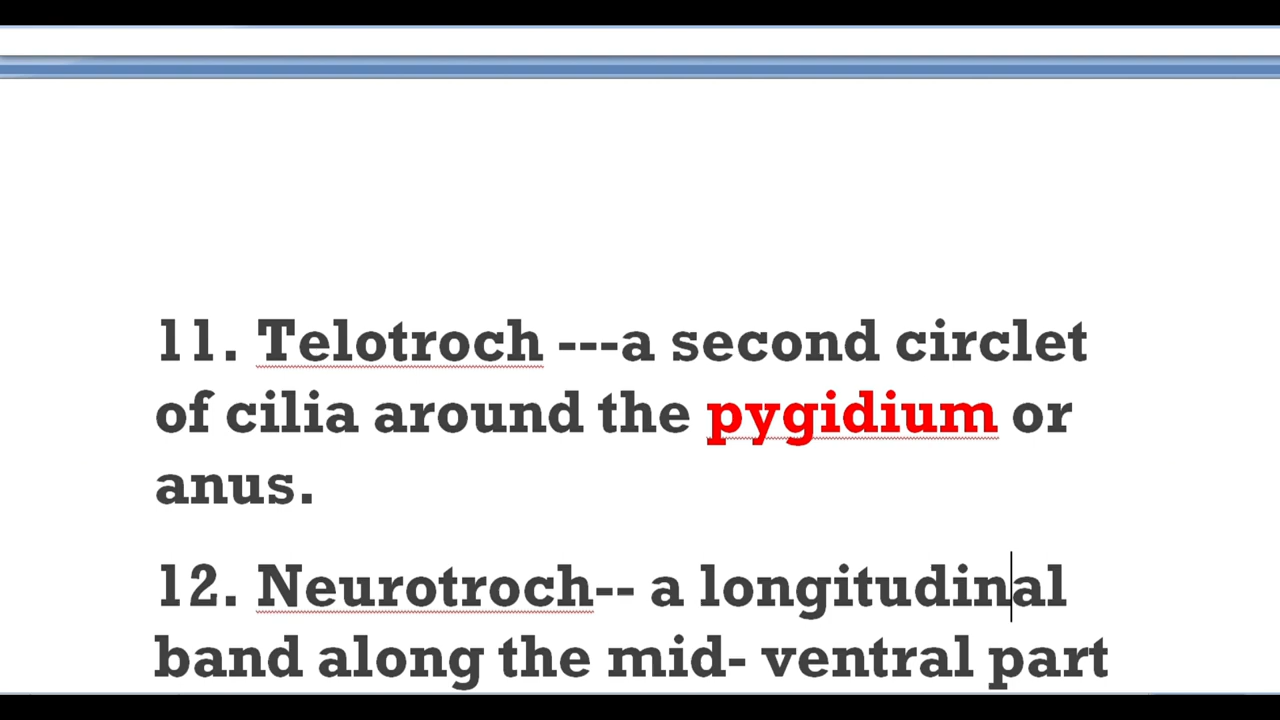 11. Telotroch ---a second circlet
of cilia around the pygidium or
anus.
12. Neurotroch-- a longitudinal
band along the mid- ventral part